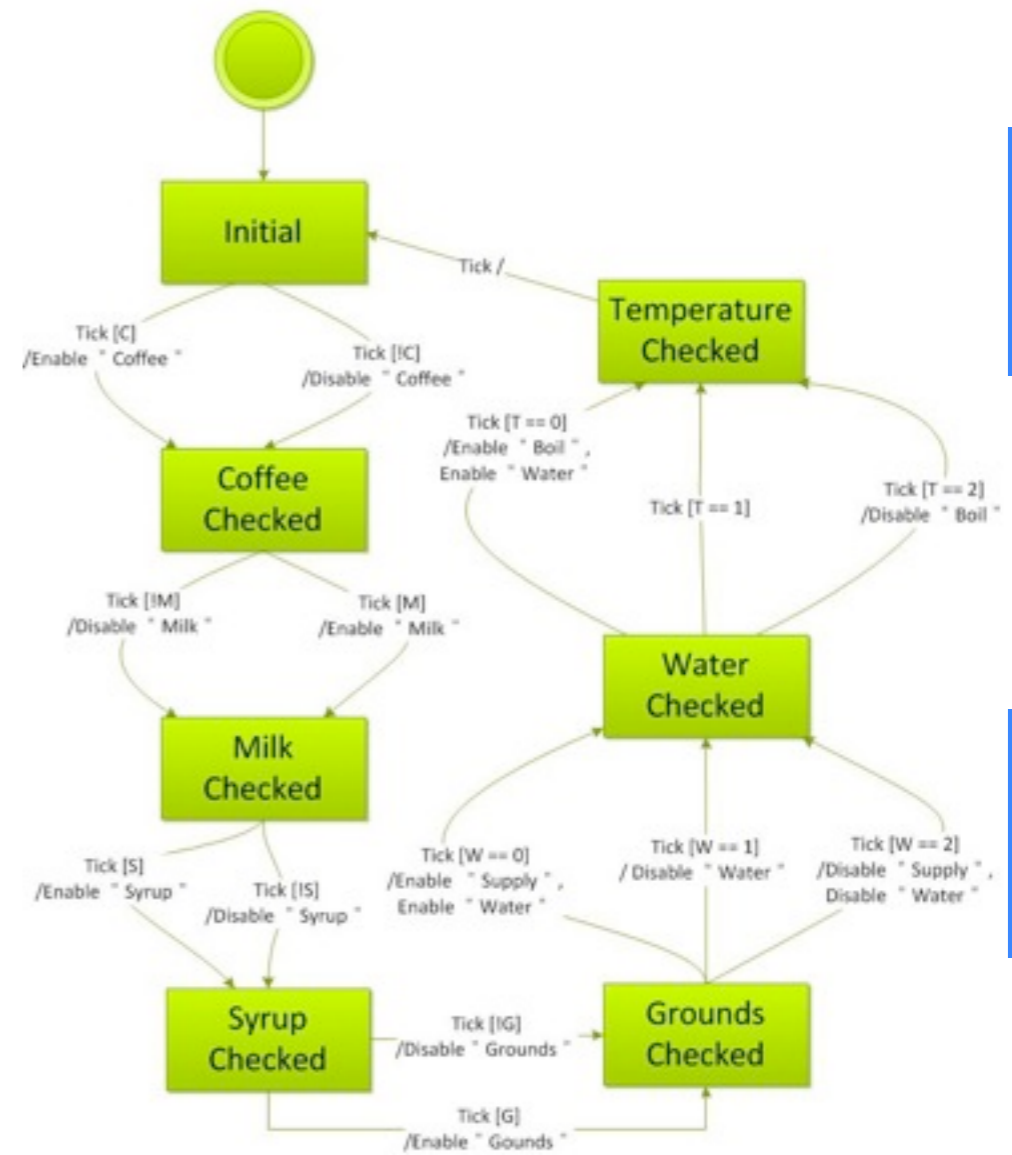 Initial
Tick /
Temperature
Checked
Tick [C]
/Enable " Coffee "
Tick [!C]
/Disable " Coffee "
Tick [T == 0]
/Enable " Boil ",
Enable " Water "
Tick [T == 1]
Tick [T == 2]
/Disable " Boil "
Coffee
Checked
Tick [!M]
/Disable " Milk "
Tick [M]
/Enable " Milk "
Water
Checked
Milk
Checked
Tick [S]
/Enable " Syrup "
Tick [!S]
/Disable " Syrup "
Tick [W == 0]
/Enable " Supply ",
Enable " Water "
Tick [W == 1]
/ Disable " Water "
Tick [W == 2]
/Disable " Supply ",
Disable " Water "
Syrup
Checked
Tick [!G]
/Disable " Grounds "
Grounds
Checked
Tick [G]
/Enable " Gounds "